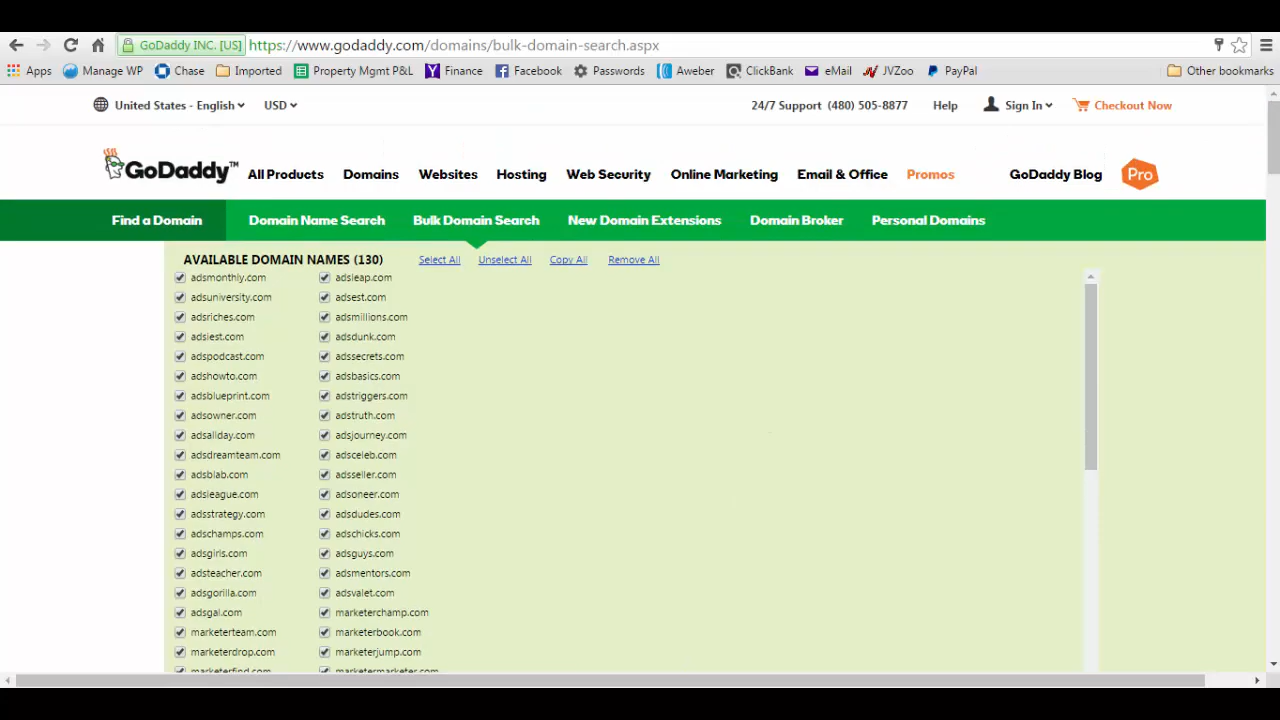 GoDaddy INC. [US] https://www.godaddy.com/domains/bulk-domain-search.aspx
Apps Manage WP Chase Imported Property Mgmt P&L Finance Facebook Passwords Aweber ClickBank eMail JVZoo PayPal Other bookmarks
United States - English USD 24/7 Support (480) 505-8877 Help Sign In Checkout Now
GoDaddy™ All Products Domains Websites Hosting Web Security Online Marketing Email & Office Promos GoDaddy Blog Pro
Find a Domain Domain Name Search Bulk Domain Search New Domain Extensions Domain Broker Personal Domains
AVAILABLE DOMAIN NAMES (130) Select All Unselect All Copy All Remove All
adsmonthly.com adsleap.com
adsuniversity.com adsest.com
adsriches.com adsmillions.com
adsiest.com adsdunk.com
adspodcast.com adssecrets.com
adshowto.com adsbasics.com
adsblueprint.com adstriggers.com
adsowner.com adstruth.com
adsallday.com adsjourney.com
adsdreamteam.com adsceleb.com
adsblab.com adsseller.com
adsleague.com adsoneer.com
adsstrategy.com adsdudes.com
adschamps.com adschicks.com
adsgirls.com adsguys.com
adsteacher.com adsmentors.com
adsgorilla.com adsvalet.com
adsgal.com marketerchamp.com
marketerteam.com marketerbook.com
marketerdrop.com marketerjump.com
marketerfind.com marketermarketer.com